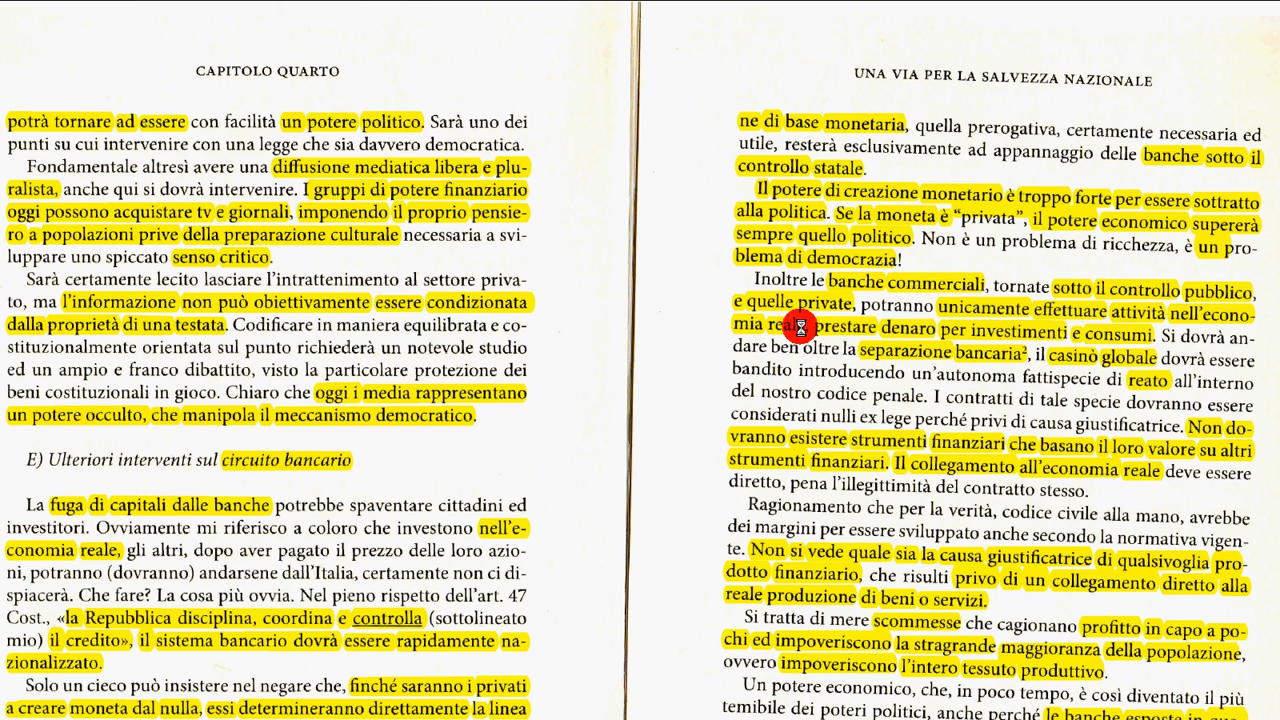 CAPITOLO QUARTO
potrà tornare ad essere con facilità un potere politico. Sarà uno dei
punti su cui intervenire con una legge che sia davvero democratica.
Fondamentale altresì avere una diffusione mediatica libera e plu-
ralista, anche qui si dovrà intervenire. I gruppi di potere finanziario
oggi possono acquistare tv e giornali, imponendo il proprio pensie-
ro a popolazioni prive della preparazione culturale necessaria a svi-
luppare uno spiccato senso critico.
Sarà certamente lecito lasciare l'intrattenimento al settore priva-
to, ma l'informazione non può obiettivamente essere condizionata
dalla proprietà di una testata. Codificare in maniera equilibrata e co-
stituzionalmente orientata sul punto richiederà un notevole studio
ed un ampio e franco dibattito, visto la particolare protezione dei
beni costituzionali in gioco. Chiaro che oggi i media rappresentano
un potere occulto, che manipola il meccanismo democratico.
E) Ulteriori interventi sul circuito bancario
La fuga di capitali dalle banche potrebbe spaventare cittadini ed
investitori. Ovviamente mi riferisco a coloro che investono nell'e-
conomia reale, gli altri, dopo aver pagato il prezzo delle loro azio-
ni, potranno (dovranno) andarsene dall'Italia, certamente non ci di-
spiacerà. Che fare? La cosa più ovvia. Nel pieno rispetto dell'art. 47
Cost., «la Repubblica disciplina, coordina e controlla (sottolineato
mio) il credito», il sistema bancario dovrà essere rapidamente na-
zionalizzato.
Solo un cieco può insistere nel negare che, finché saranno i privati
a creare moneta dal nulla, essi determineranno direttamente la linea
UNA VIA PER LA SALVEZZA NAZIONALE
ne di base monetaria, quella prerogativa, certamente necessaria ed
utile, resterà esclusivamente ad appannaggio delle banche sotto il
controllo statale.
Il potere di creazione monetario è troppo forte per essere sottratto
alla politica. Se la moneta è "privata", il potere economico supererà
sempre quello politico. Non è un problema di ricchezza, è un pro-
blema di democrazia!
Inoltre le banche commerciali, tornate sotto il controllo pubblico,
e quelle private, potranno unicamente effettuare attività nell'econo-
mia prestare denaro per investimenti e consumi. Si dovrà an-
dare ben oltre la separazione bancaria², il casinò globale dovrà essere
bandito introducendo un'autonoma fattispecie di reato all'interno
del nostro codice penale. I contratti di tale specie dovranno essere
considerati nulli ex lege perché privi di causa giustificatrice. Non do-
vranno esistere strumenti finanziari che basano il loro valore su altri
strumenti finanziari. Il collegamento all'economia reale deve essere
diretto, pena l'illegittimità del contratto stesso.
Ragionamento che per la verità, codice civile alla mano, avrebbe
dei margini per essere sviluppato anche secondo la normativa vigen-
te. Non si vede quale sia la causa giustificatrice di qualsivoglia pro-
dotto finanziario, che risulti privo di un collegamento diretto alla
reale produzione di beni o servizi.
Si tratta di mere scommesse che cagionano profitto in capo a po-
chi ed impoveriscono la stragrande maggioranza della popolazione,
ovvero impoveriscono l'intero tessuto produttivo.
Un potere economico, che, in poco tempo, è così diventato il più
temibile dei poteri politici, anche perché le banche esposte in